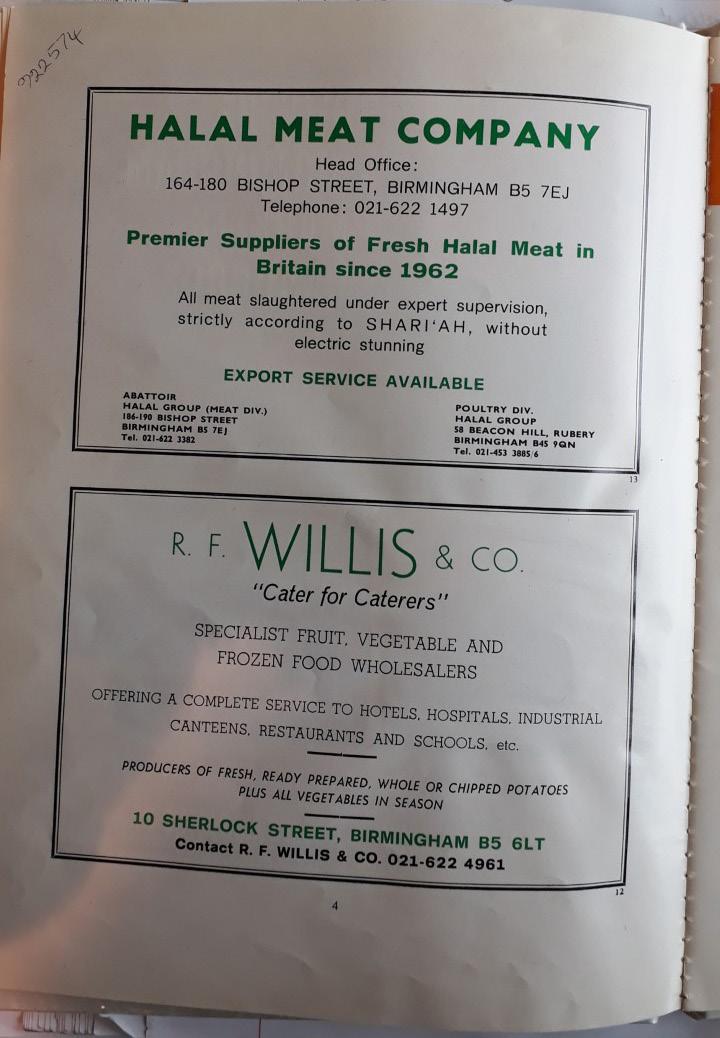 922574
HALAL MEAT COMPANY
Head Office:
164-180 BISHOP STREET, BIRMINGHAM B5 7EJ
Telephone: 021-622 1497
Premier Suppliers of Fresh Halal Meat in
Britain since 1962
All meat slaughtered under expert supervision,
strictly according to SHARI'AH, without
electric stunning
EXPORT SERVICE AVAILABLE
ABATTOIR
HALAL GROUP (MEAT DIV.)
186-190 BISHOP STREET
BIRMINGHAM B5 7EJ
Tel. 021-622 3382
POULTRY DIV.
HALAL GROUP
58 BEACON HILL, RUBERY
BIRMINGHAM B45 9QN
Tel. 021-453 3885/6
13
R. F. WILLIS & CO.
"Cater for Caterers"
SPECIALIST FRUIT, VEGETABLE AND
FROZEN FOOD WHOLESALERS
OFFERING A COMPLETE SERVICE TO HOTELS, HOSPITALS, INDUSTRIAL
CANTEENS, RESTAURANTS AND SCHOOLS, etc.
PRODUCERS OF FRESH, READY PREPARED, WHOLE OR CHIPPED POTATOES
PLUS ALL VEGETABLES IN SEASON
10 SHERLOCK STREET, BIRMINGHAM B5 6LT
Contact R. F. WILLIS & CO. 021-622 4961
12
4